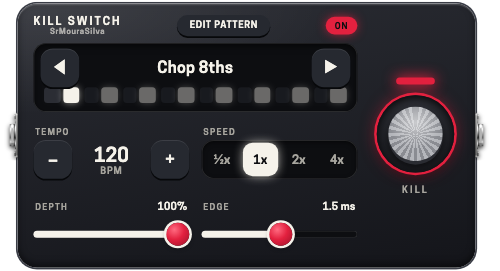 KILL SWITCH
SrMouraSilva
EDIT PATTERN
ON
Chop 8ths
TEMPO
SPEED
− 120 +
BPM
½x 1x 2x 4x
KILL
DEPTH 100%
EDGE 1.5 ms